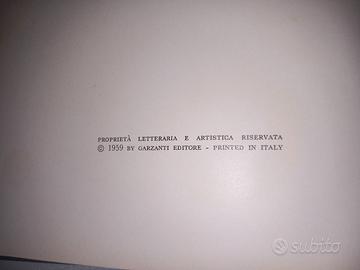 PROPRIETÀ LETTERARIA E ARTISTICA RISERVATA
© 1959 BY GARZANTI EDITORE - PRINTED IN ITALY
subito